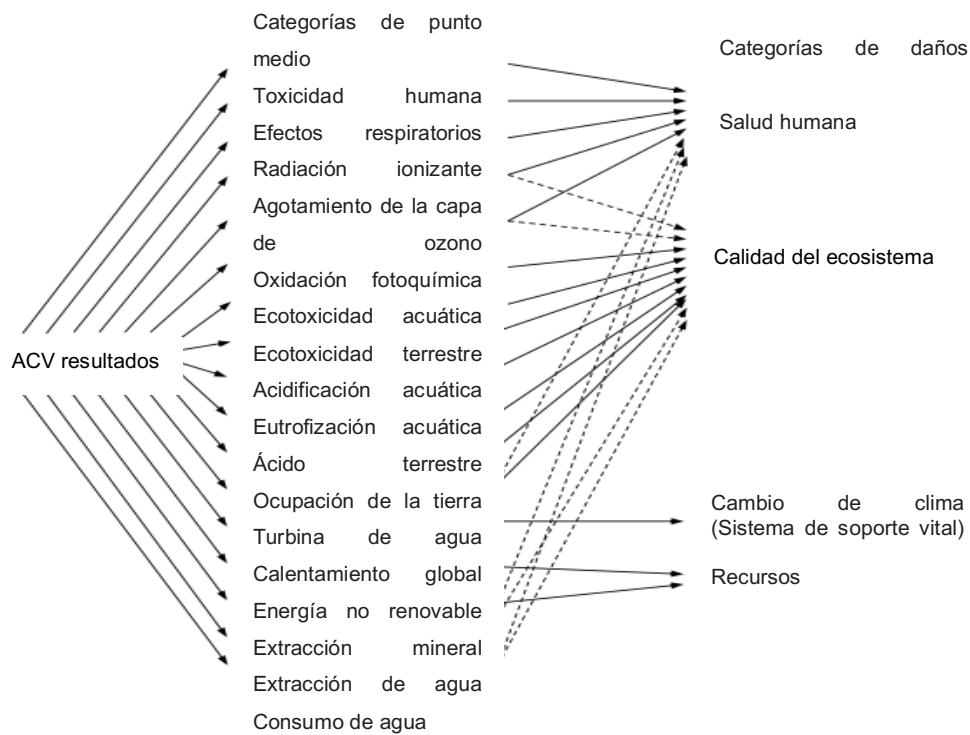 Categorías de punto
medio
Toxicidad humana
Efectos respiratorios
Radiación ionizante
Agotamiento de la capa
de ozono
Oxidación fotoquímica
Ecotoxicidad acuática
Ecotoxicidad terrestre
Acidificación acuática
Eutrofización acuática
Ácido terrestre
Ocupación de la tierra
Turbina de agua
Calentamiento global
Energía no renovable
Extracción mineral
Extracción de agua
Consumo de agua
ACV resultados
Categorías de daños
Salud humana
Calidad del ecosistema
Cambio de clima
(Sistema de soporte vital)
Recursos